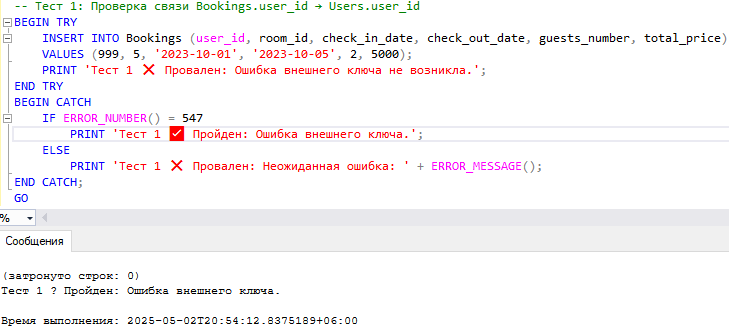 -- Тест 1: Проверка связи Bookings.user_id → Users.user_id
BEGIN TRY
    INSERT INTO Bookings (user_id, room_id, check_in_date, check_out_date, guests_number, total_price)
    VALUES (999, 5, '2023-10-01', '2023-10-05', 2, 5000);
    PRINT 'Тест 1 ❌ Провален: Ошибка внешнего ключа не возникла.';
END TRY
BEGIN CATCH
    IF ERROR_NUMBER() = 547
        PRINT 'Тест 1 ✅ Пройден: Ошибка внешнего ключа.';
    ELSE
        PRINT 'Тест 1 ❌ Провален: Неожиданная ошибка: ' + ERROR_MESSAGE();
END CATCH;
GO
%
Сообщения
(затронуто строк: 0)
Тест 1 ? Пройден: Ошибка внешнего ключа.
Время выполнения: 2025-05-02T20:54:12.8375189+06:00